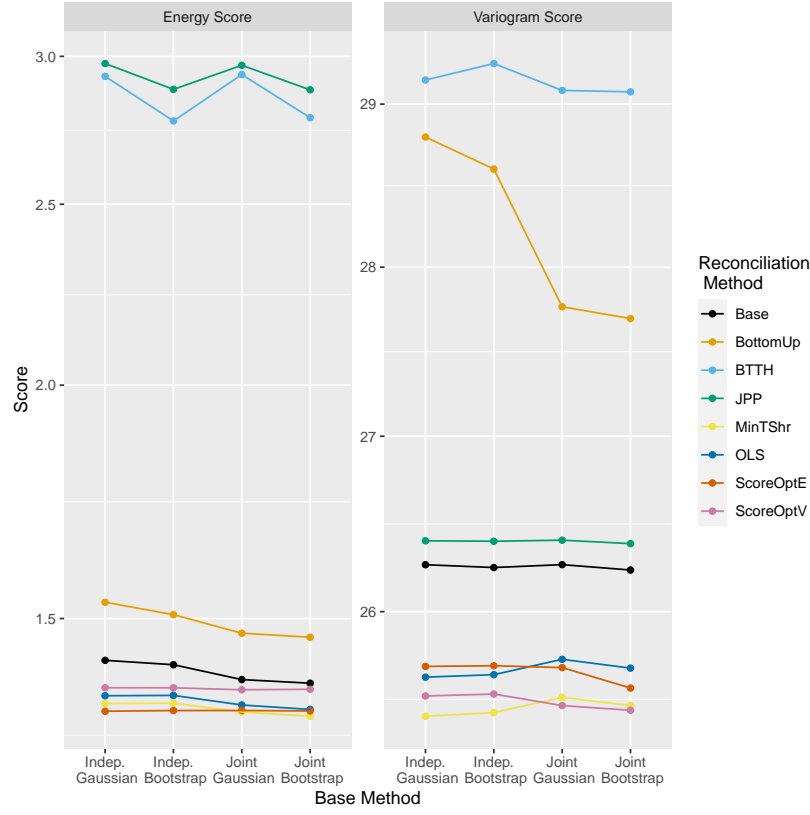 Energy Score
Variogram Score
Score
3.0
2.5
2.0
1.5
29
28
27
26
Indep.
Gaussian
Indep.
Bootstrap
Joint
Gaussian
Joint
Bootstrap
Indep.
Gaussian
Indep.
Bootstrap
Joint
Gaussian
Joint
Bootstrap
Base Method
Reconciliation
Method
Base
BottomUp
BTTH
JPP
MinTShr
OLS
ScoreOptE
ScoreOptV